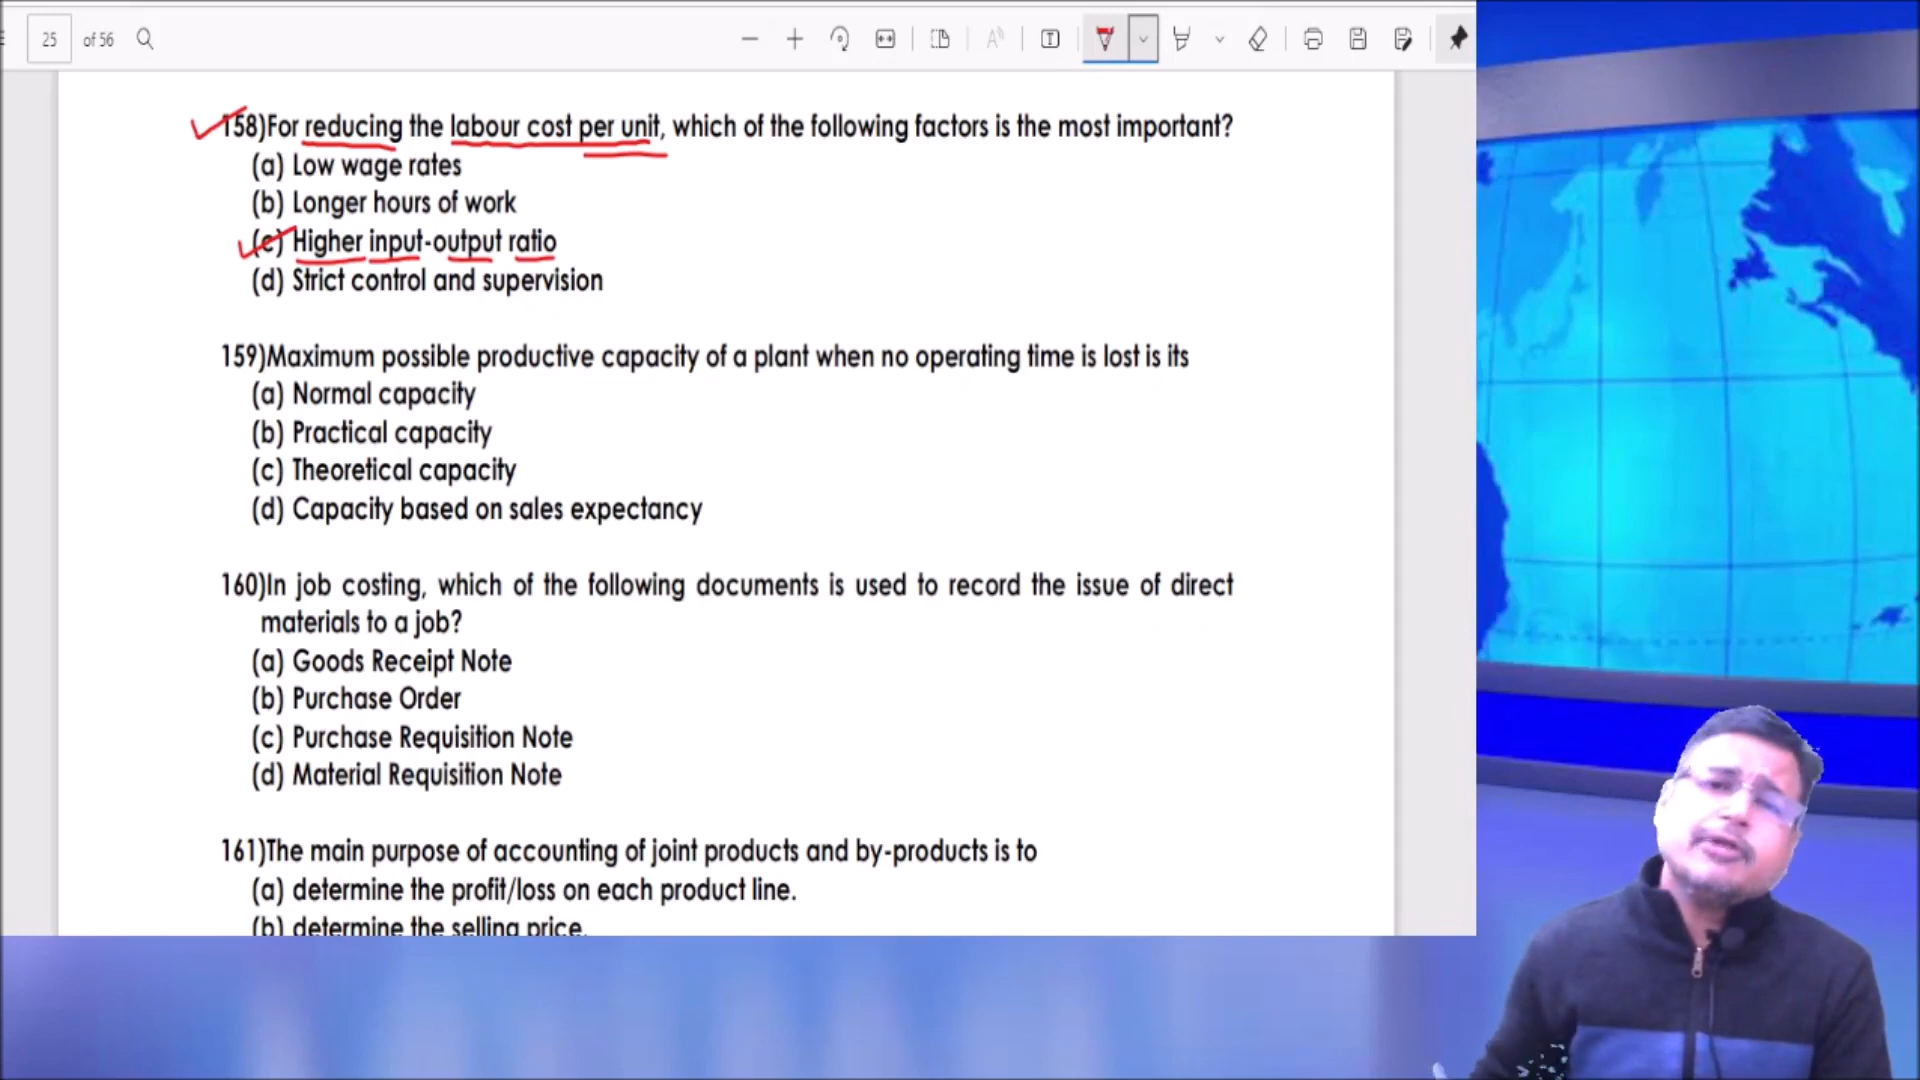 25 of 56
158)For reducing the labour cost per unit, which of the following factors is the most important?
(a) Low wage rates
(b) Longer hours of work
(c) Higher input-output ratio
(d) Strict control and supervision
159)Maximum possible productive capacity of a plant when no operating time is lost is its
(a) Normal capacity
(b) Practical capacity
(c) Theoretical capacity
(d) Capacity based on sales expectancy
160)In job costing, which of the following documents is used to record the issue of direct
materials to a job?
(a) Goods Receipt Note
(b) Purchase Order
(c) Purchase Requisition Note
(d) Material Requisition Note
161)The main purpose of accounting of joint products and by-products is to
(a) determine the profit/loss on each product line.
(b) determine the selling price.